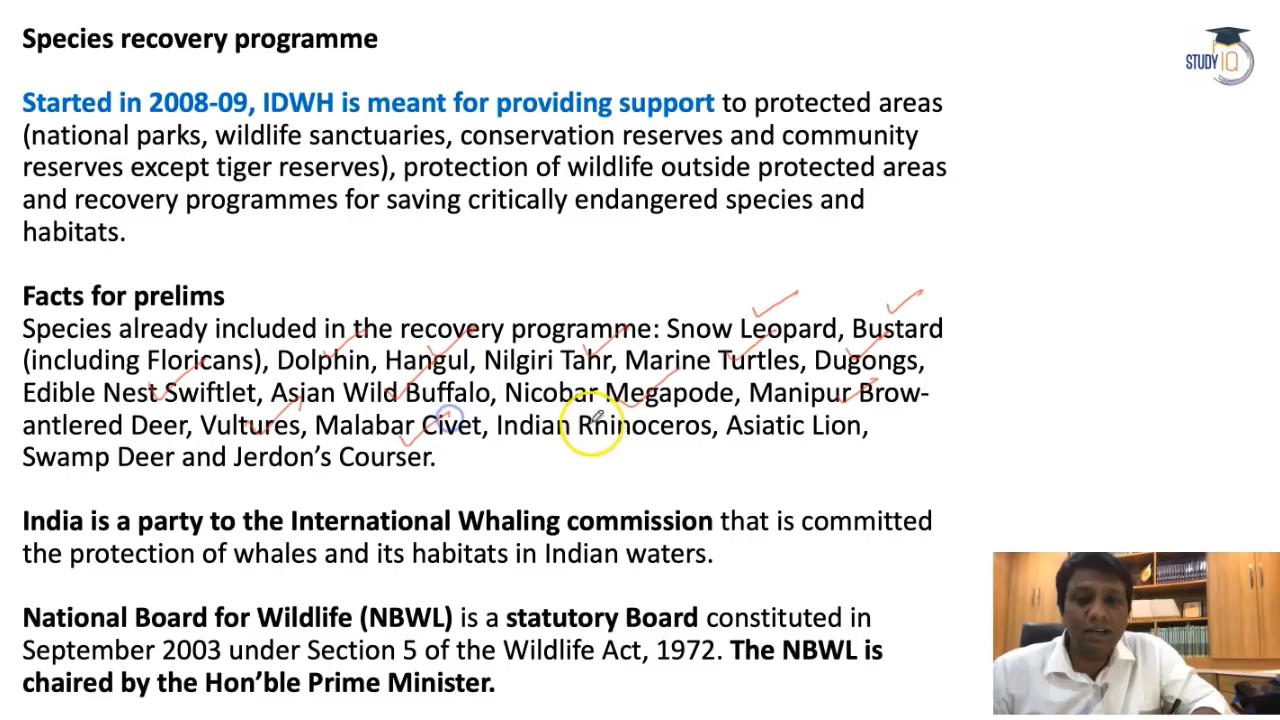 Species recovery programme
STUDY IQ
Started in 2008-09, IDWH is meant for providing support to protected areas
(national parks, wildlife sanctuaries, conservation reserves and community
reserves except tiger reserves), protection of wildlife outside protected areas
and recovery programmes for saving critically endangered species and
habitats.
Facts for prelims
Species already included in the recovery programme: Snow Leopard, Bustard
(including Floricans), Dolphin, Hangul, Nilgiri Tahr, Marine Turtles, Dugongs,
Edible Nest Swiftlet, Asian Wild Buffalo, Nicobar Megapode, Manipur Brow-
antlered Deer, Vultures, Malabar Civet, Indian Rhinoceros, Asiatic Lion,
Swamp Deer and Jerdon’s Courser.
India is a party to the International Whaling commission that is committed
the protection of whales and its habitats in Indian waters.
National Board for Wildlife (NBWL) is a statutory Board constituted in
September 2003 under Section 5 of the Wildlife Act, 1972. The NBWL is
chaired by the Hon’ble Prime Minister.